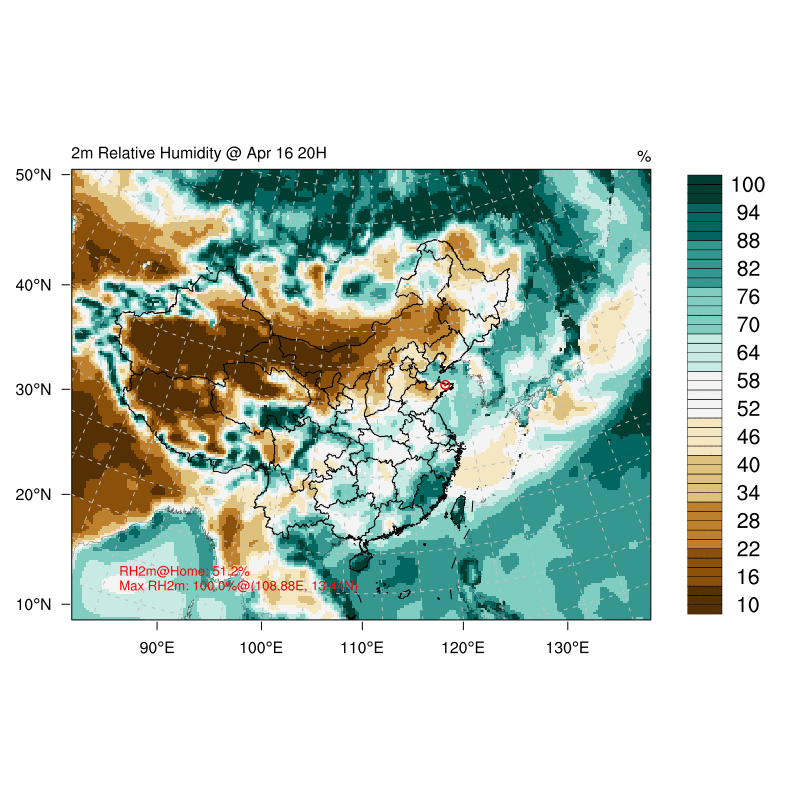 2m Relative Humidity @ Apr 16 20H
%
50°N
40°N
30°N
20°N
10°N
90°E
100°E
110°E
120°E
130°E
100
94
88
82
76
70
64
58
52
46
40
34
28
22
16
10
RH2m@Home: 51.2%
Max RH2m: 100.0%@(108.88E, 13.41N)